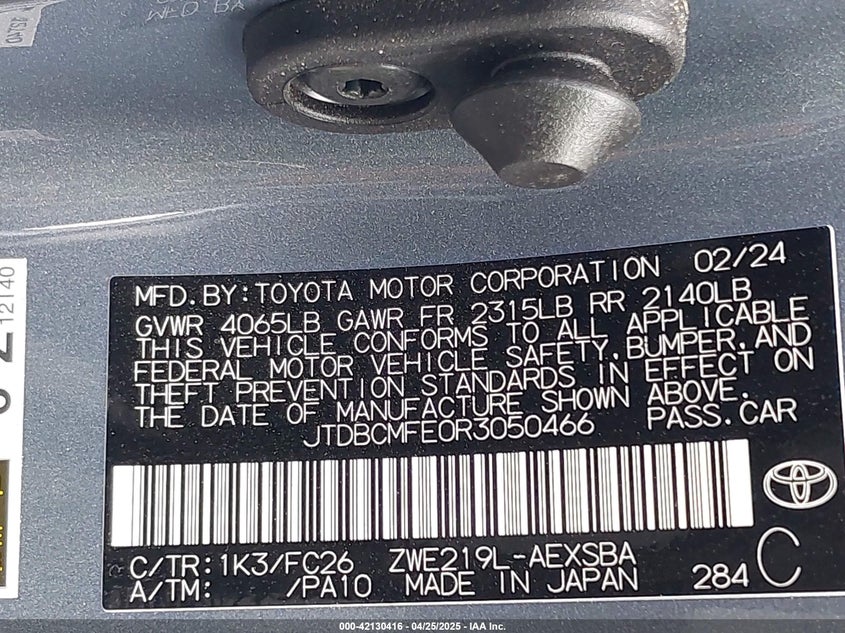 MFD.BY:TOYOTA MOTOR CORPORATION 02/24
GVWR 4065LB GAWR FR 2315LB RR 2140LB
THIS VEHICLE CONFORMS TO ALL APPLICABLE
FEDERAL MOTOR VEHICLE SAFETY,BUMPER,AND
THEFT PREVENTION STANDARDS IN EFFECT ON
THE DATE OF MANUFACTURE SHOWN ABOVE.
JTDBCMFE0R3050466 PASS.CAR
C/TR:1K3/FC26 ZWE219L-AEXSBA
A/TM: /PA10 MADE IN JAPAN 284 C
12140
000-42130416 - 04/25/2025 - IAA Inc.